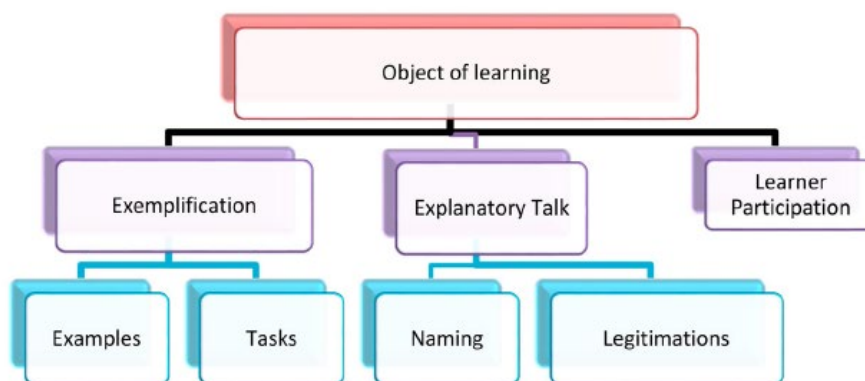 Object of learning
Exemplification
Explanatory Talk
Learner
Participation
Examples
Tasks
Naming
Legitimations